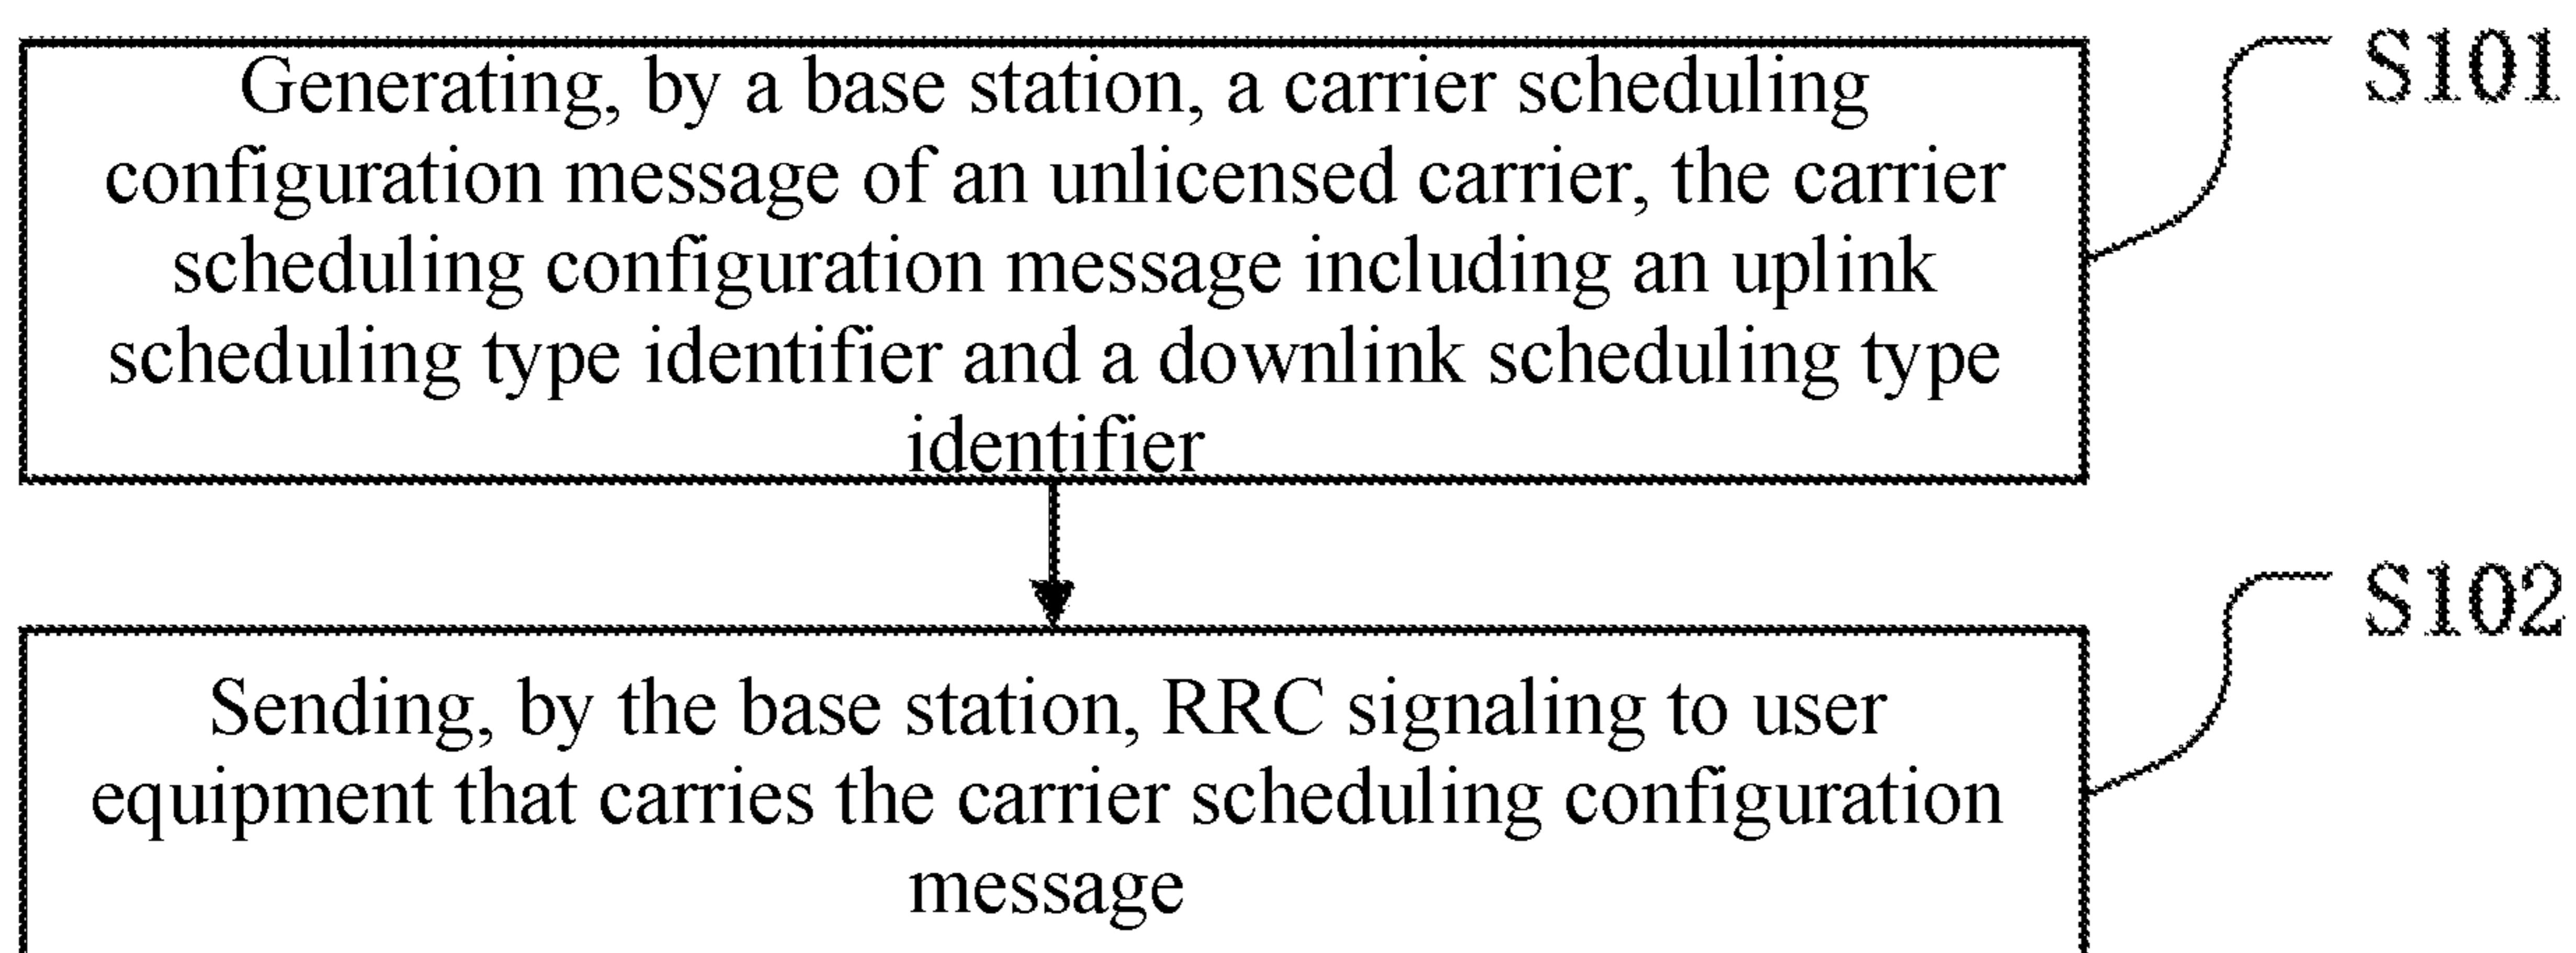 Generating, by a base station, a carrier scheduling
configuration message of an unlicensed carrier, the carrier
scheduling configuration message including an uplink
scheduling type identifier and a downlink scheduling type
identifier
S101
Sending, by the base station, RRC signaling to user
equipment that carries the carrier scheduling configuration
message
S102